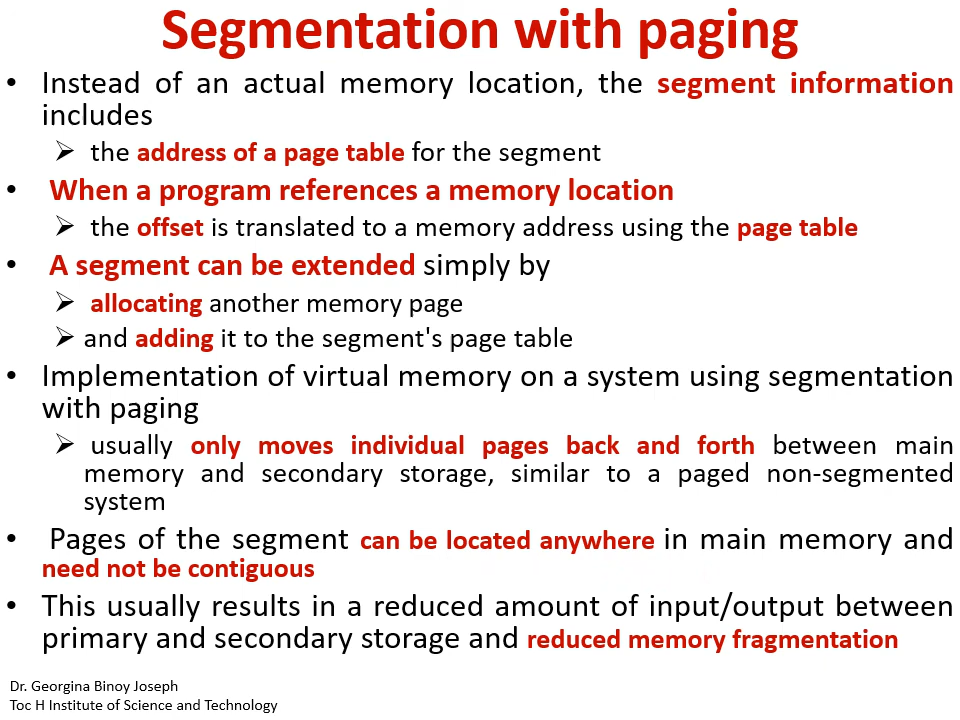 Segmentation with paging
• Instead of an actual memory location, the segment information
includes
➢ the address of a page table for the segment
• When a program references a memory location
➢ the offset is translated to a memory address using the page table
• A segment can be extended simply by
➢ allocating another memory page
➢ and adding it to the segment's page table
• Implementation of virtual memory on a system using segmentation
with paging
➢ usually only moves individual pages back and forth between main
memory and secondary storage, similar to a paged non-segmented
system
• Pages of the segment can be located anywhere in main memory and
need not be contiguous
• This usually results in a reduced amount of input/output between
primary and secondary storage and reduced memory fragmentation
Dr. Georgina Binoy Joseph
Toc H Institute of Science and Technology